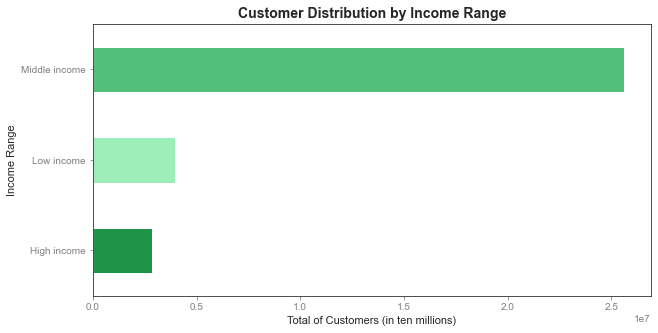 Customer Distribution by Income Range
Middle income
Low income
High income
Income Range
0.0 0.5 1.0 1.5 2.0 2.5
1e7
Total of Customers (in ten millions)